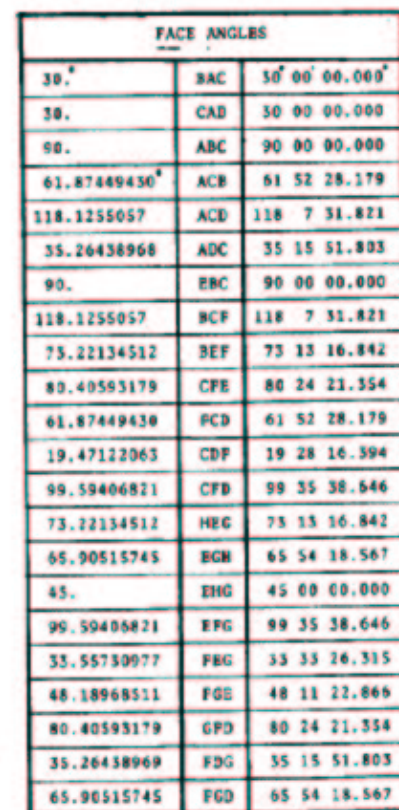 FACE ANGLES
30.° BAC 30° 00' 00.000"
30. CAD 30 00 00.000
90. ABC 90 00 00.000
61.87449430° ACB 61 52 28.179
118.1255057 ACD 118 7 31.821
35.26438968 ADC 35 15 51.803
90. EBC 90 00 00.000
118.1255057 BCF 118 7 31.821
73.22134512 BEF 73 13 16.842
80.40593179 CFE 80 24 21.354
61.87449430 FCD 61 52 28.179
19.47122063 CDF 19 28 16.394
99.59406821 CFD 99 35 38.646
73.22134512 HEG 73 13 16.842
65.90515745 EGH 65 54 18.567
45. EHG 45 00 00.000
99.59406821 EFG 99 35 38.646
33.55730977 FEG 33 33 26.315
48.18968511 FGE 48 11 22.866
80.40593179 GFD 80 24 21.354
35.26438969 FDG 35 15 51.803
65.90515745 FGD 65 54 18.567